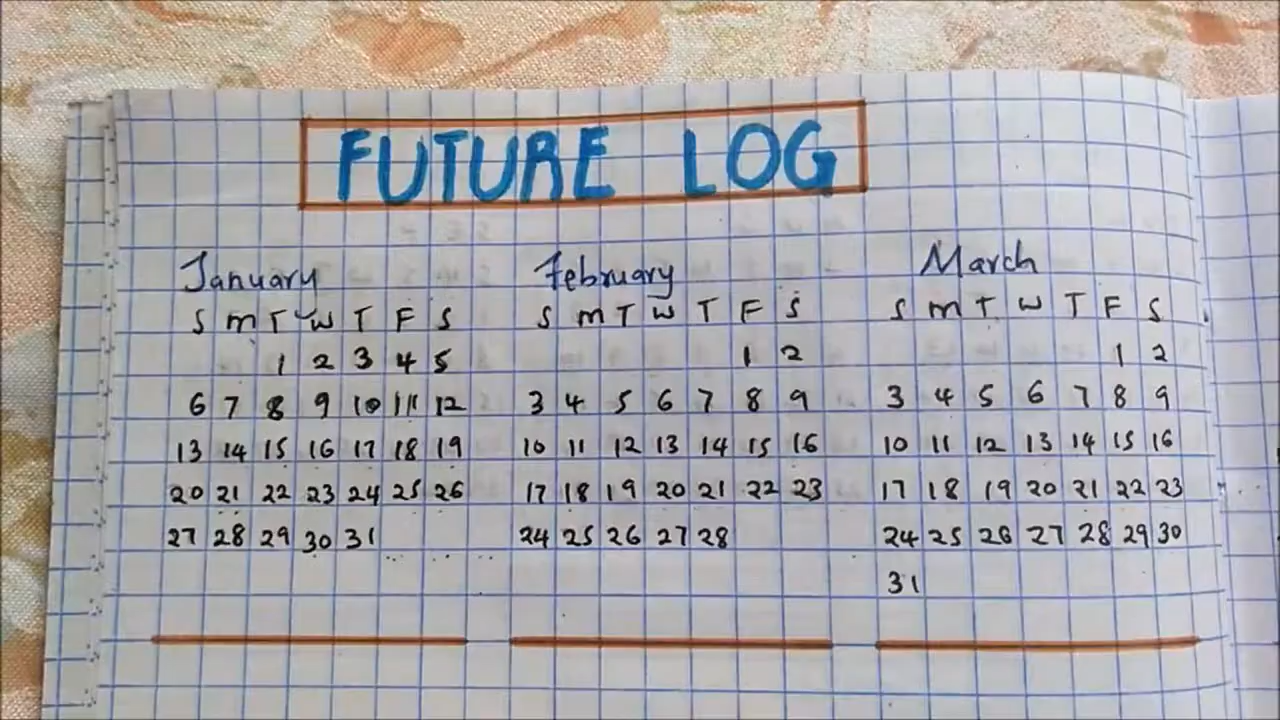 FUTURE LOG
January February March
S M T W T F S S M T W T F S S M T W T F S
1 2 3 4 5 1 2 1 2
6 7 8 9 10 11 12 3 4 5 6 7 8 9 3 4 5 6 7 8 9
13 14 15 16 17 18 19 10 11 12 13 14 15 16 10 11 12 13 14 15 16
20 21 22 23 24 25 26 17 18 19 20 21 22 23 17 18 19 20 21 22 23
27 28 29 30 31 24 25 26 27 28 24 25 26 27 28 29 30
31